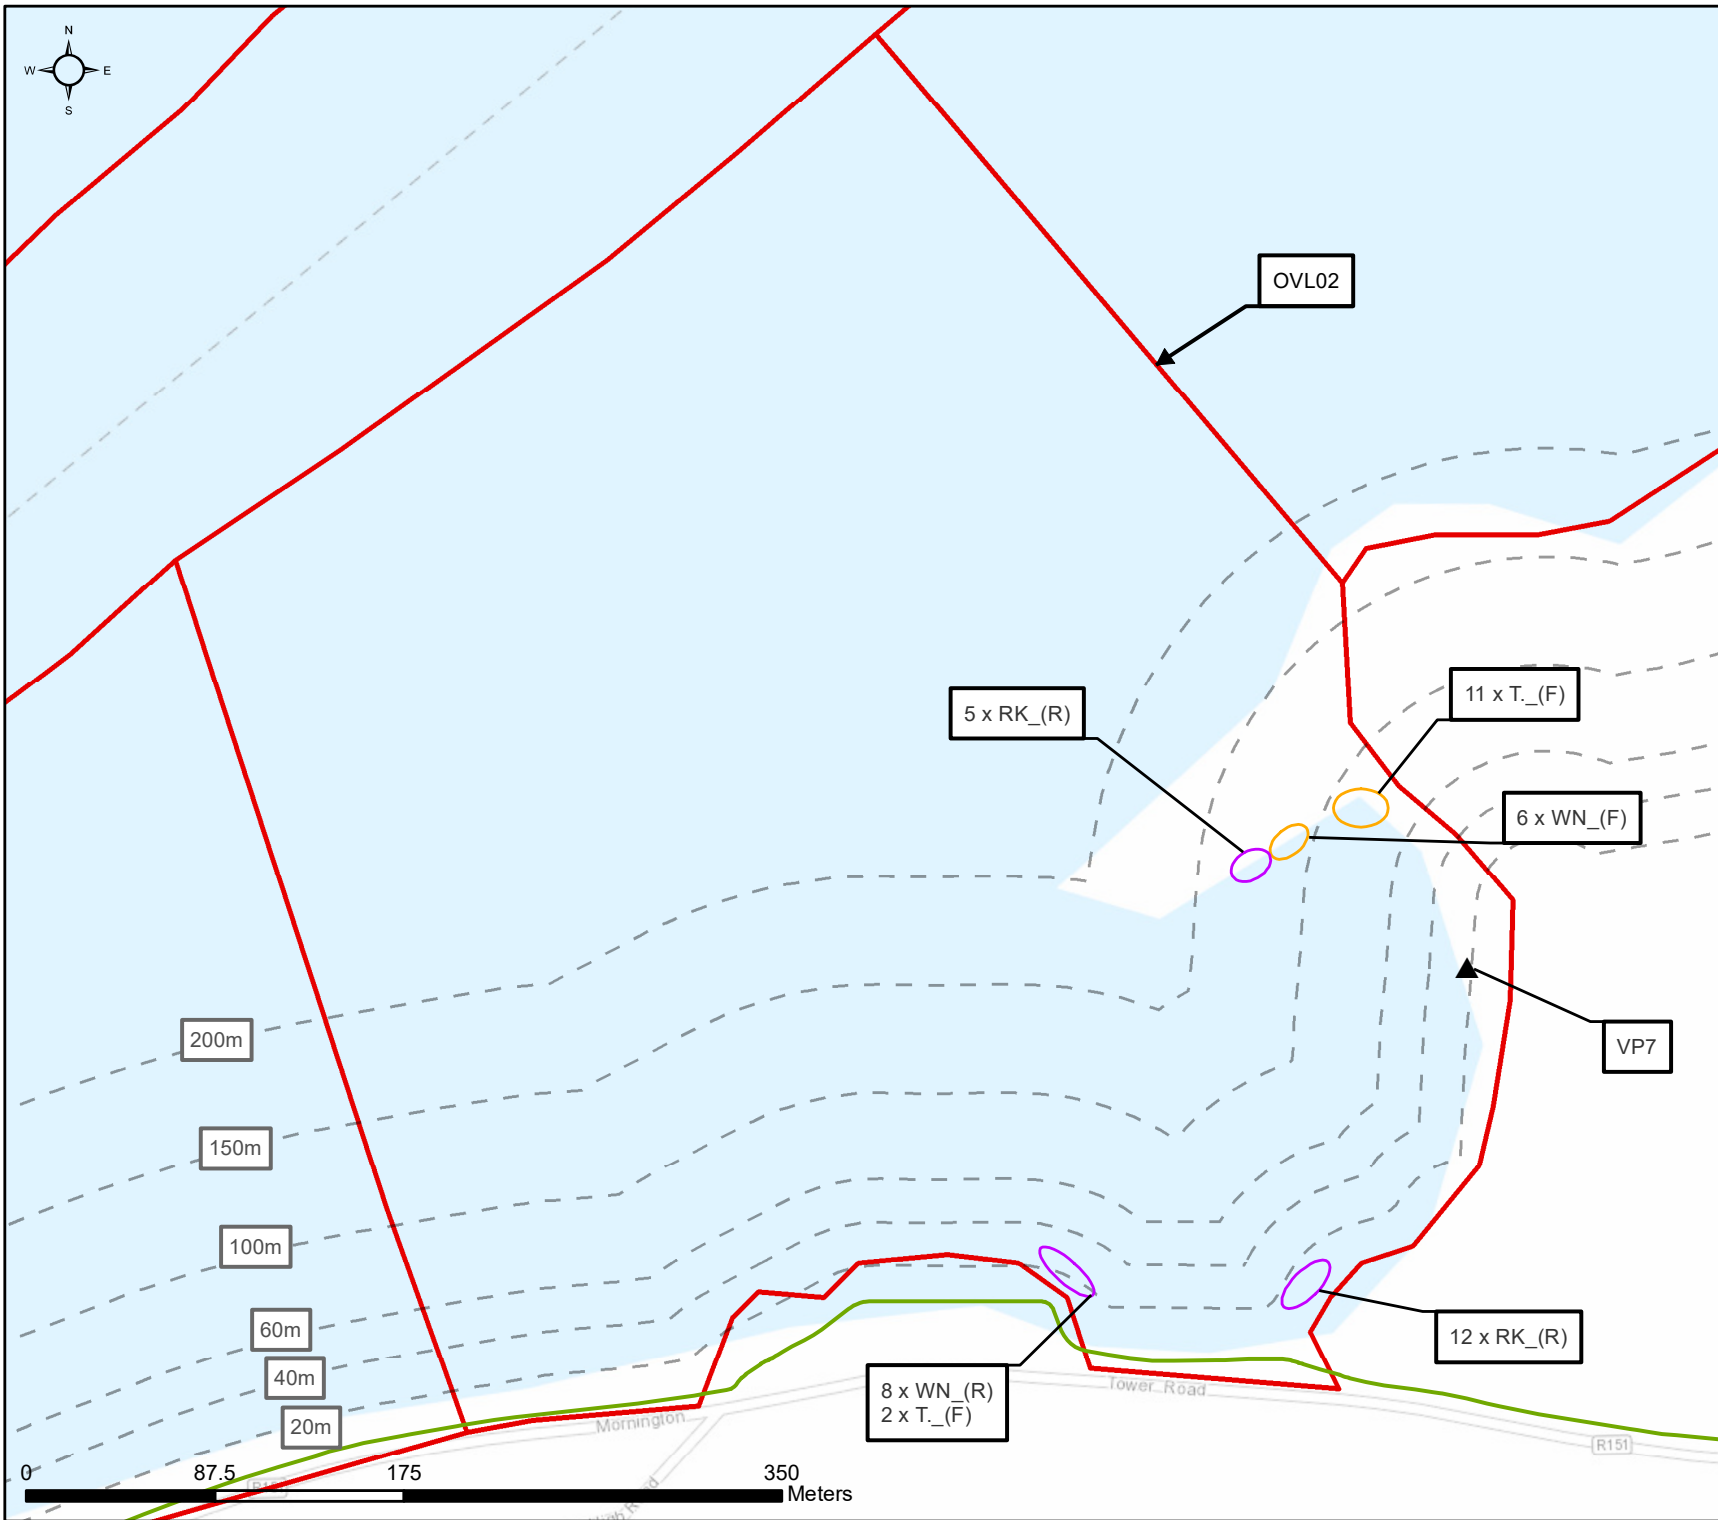 N
W E
S
OVL02
11 x T._(F)
5 x RK_(R)
6 x WN_(F)
200m
VP7
150m
100m
60m
12 x RK_(R)
40m
8 x WN_(R)
2 x T._(F)
Tower Road
Mornington
20m
R151
0 87.5 175 350
Meters
Road